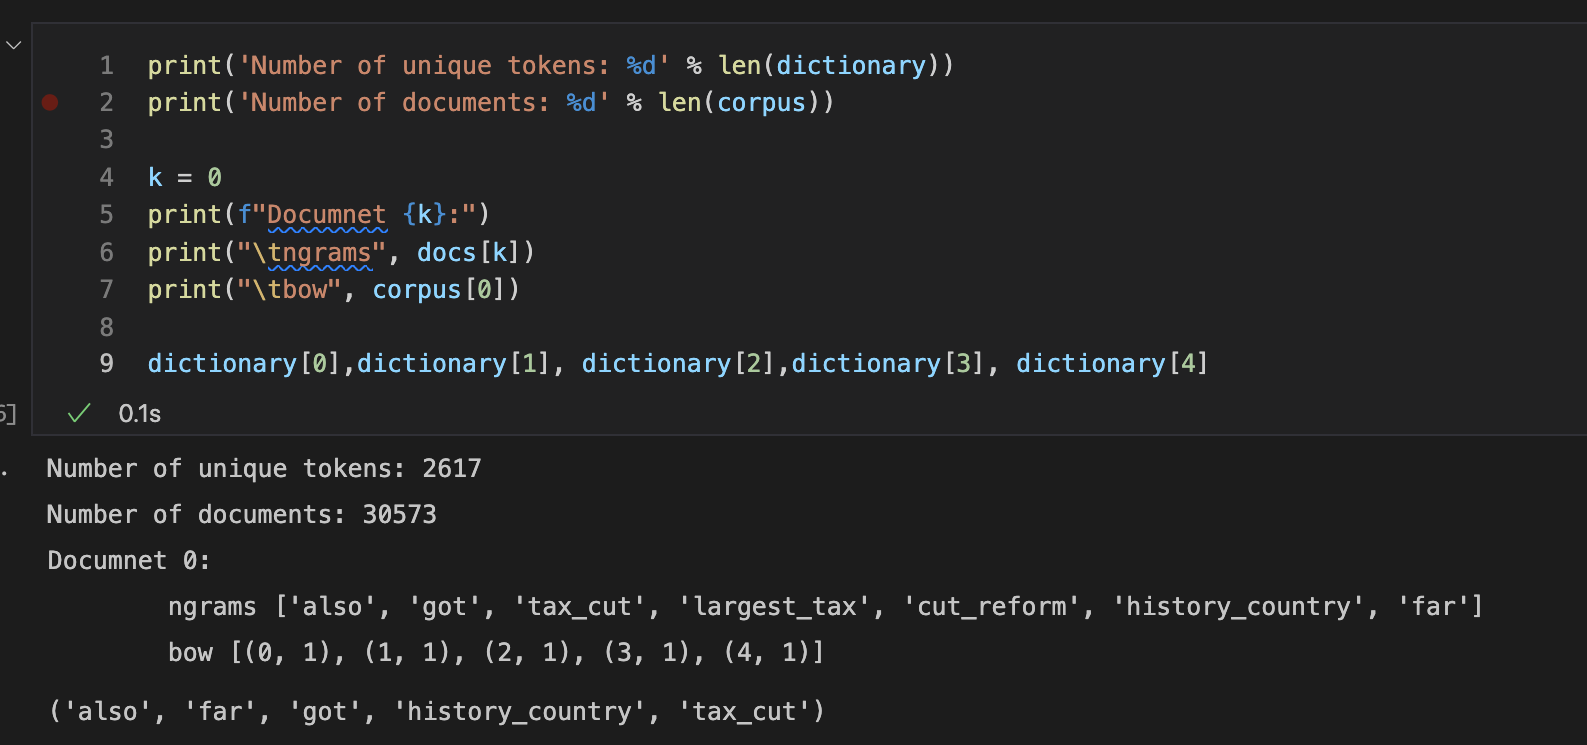 1 print('Number of unique tokens: %d' % len(dictionary))
2 print('Number of documents: %d' % len(corpus))
3
4 k = 0
5 print(f"Documnet {k}:")
6 print("\tngrams", docs[k])
7 print("\tbow", corpus[0])
8
9 dictionary[0],dictionary[1], dictionary[2],dictionary[3], dictionary[4]
] 0.1s
Number of unique tokens: 2617
Number of documents: 30573
Documnet 0:
ngrams ['also', 'got', 'tax_cut', 'largest_tax', 'cut_reform', 'history_country', 'far']
bow [(0, 1), (1, 1), (2, 1), (3, 1), (4, 1)]
('also', 'far', 'got', 'history_country', 'tax_cut')